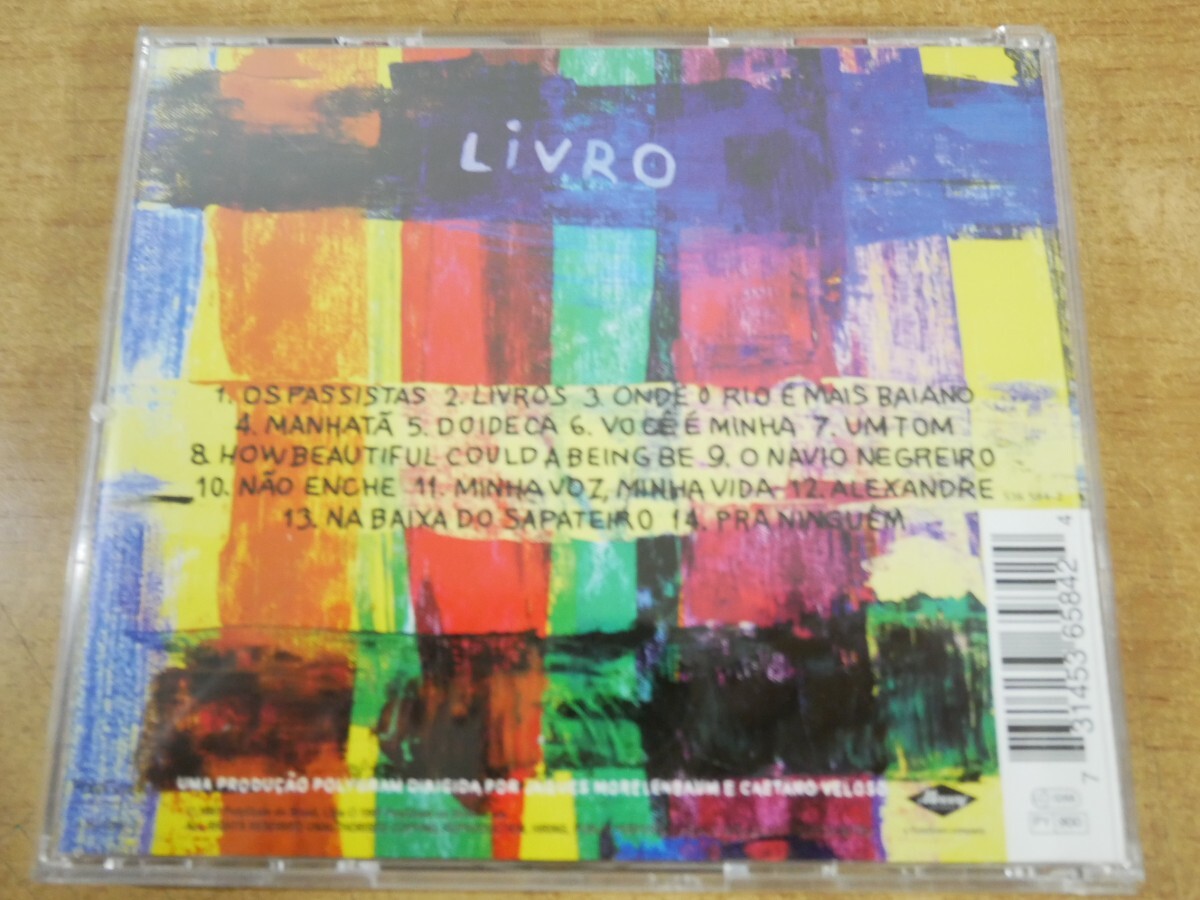 LiVRO
1. OS PASSISTAS 2. LIVROS 3. ONDE O RIO É MAIS BAIANO
4. MANHATÃ 5. DOIDECA 6. VOCÊ É MINHA 7. UM TOM
8. HOW BEAUTIFUL COULD A BEING BE 9. O NAVIO NEGREIRO
10. NÃO ENCHE 11. MINHA VOZ, MINHA VIDA 12. ALEXANDRE
13. NA BAIXA DO SAPATEIRO 14. PRA NINGUÉM
536 584-2
UMA PRODUÇÃO POLYGRAM DIRIGIDA POR JAQUES MORELENBAUM E CAETANO VELOSO
7 31453 65842 4